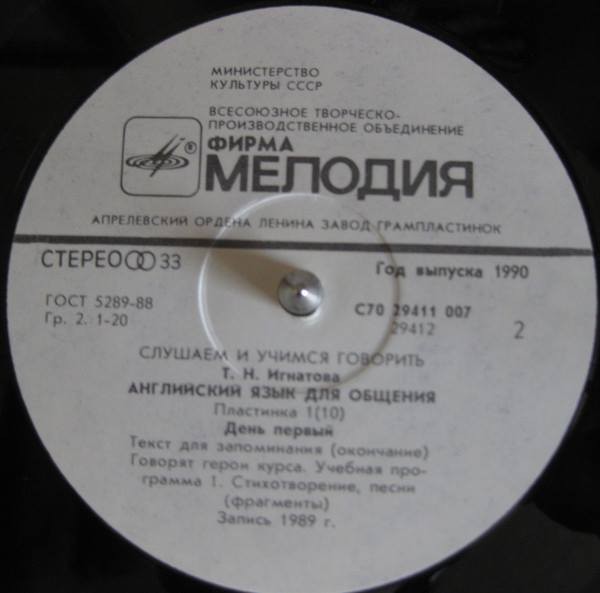 МИНИСТЕРСТВО
КУЛЬТУРЫ СССР
ВСЕСОЮЗНОЕ ТВОРЧЕСКО-
ПРОИЗВОДСТВЕННОЕ ОБЪЕДИНЕНИЕ
®
ФИРМА
МЕЛОДИЯ
АПРЕЛЕВСКИЙ ОРДЕНА ЛЕНИНА ЗАВОД ГРАМПЛАСТИНОК
СТЕРЕО 33
Год выпуска 1990
ГОСТ 5289-88
Гр. 2. 1-20
С70 29411 007
29412
2
СЛУШАЕМ И УЧИМСЯ ГОВОРИТЬ
Т. Н. Игнатова
АНГЛИЙСКИЙ ЯЗЫК ДЛЯ ОБЩЕНИЯ
Пластинка 1(10)
День первый
Текст для запоминания (окончание)
Говорят герои курса. Учебная про-
грамма 1. Стихотворение, песни
(фрагменты)
Запись 1989 г.